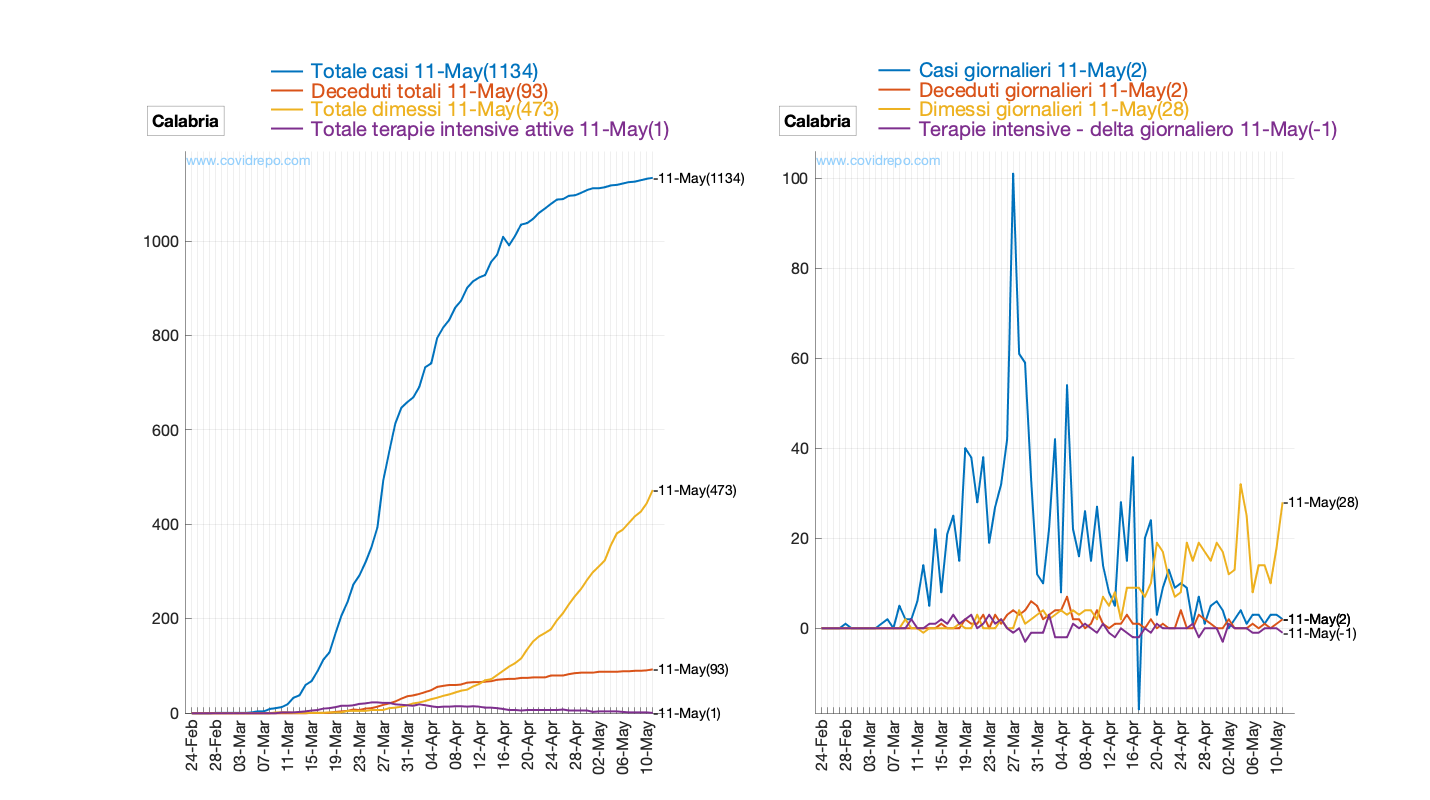 Totale casi 11-May(1134)
Deceduti totali 11-May(93)
Totale dimessi 11-May(473)
Totale terapie intensive attive 11-May(1)
Calabria
www.covidrepo.com
1000
800
600
400
200
0
11-May(1134)
11-May(473)
11-May(93)
11-May(1)
24-Feb
28-Feb
03-Mar
07-Mar
11-Mar
15-Mar
19-Mar
23-Mar
27-Mar
31-Mar
04-Apr
08-Apr
12-Apr
16-Apr
20-Apr
24-Apr
28-Apr
02-May
06-May
10-May
Casi giornalieri 11-May(2)
Deceduti giornalieri 11-May(2)
Dimessi giornalieri 11-May(28)
Terapie intensive - delta giornaliero 11-May(-1)
Calabria
www.covidrepo.com
100
80
60
40
20
0
11-May(28)
11-May(2)
11-May(-1)
24-Feb
28-Feb
03-Mar
07-Mar
11-Mar
15-Mar
19-Mar
23-Mar
27-Mar
31-Mar
04-Apr
08-Apr
12-Apr
16-Apr
20-Apr
24-Apr
28-Apr
02-May
06-May
10-May